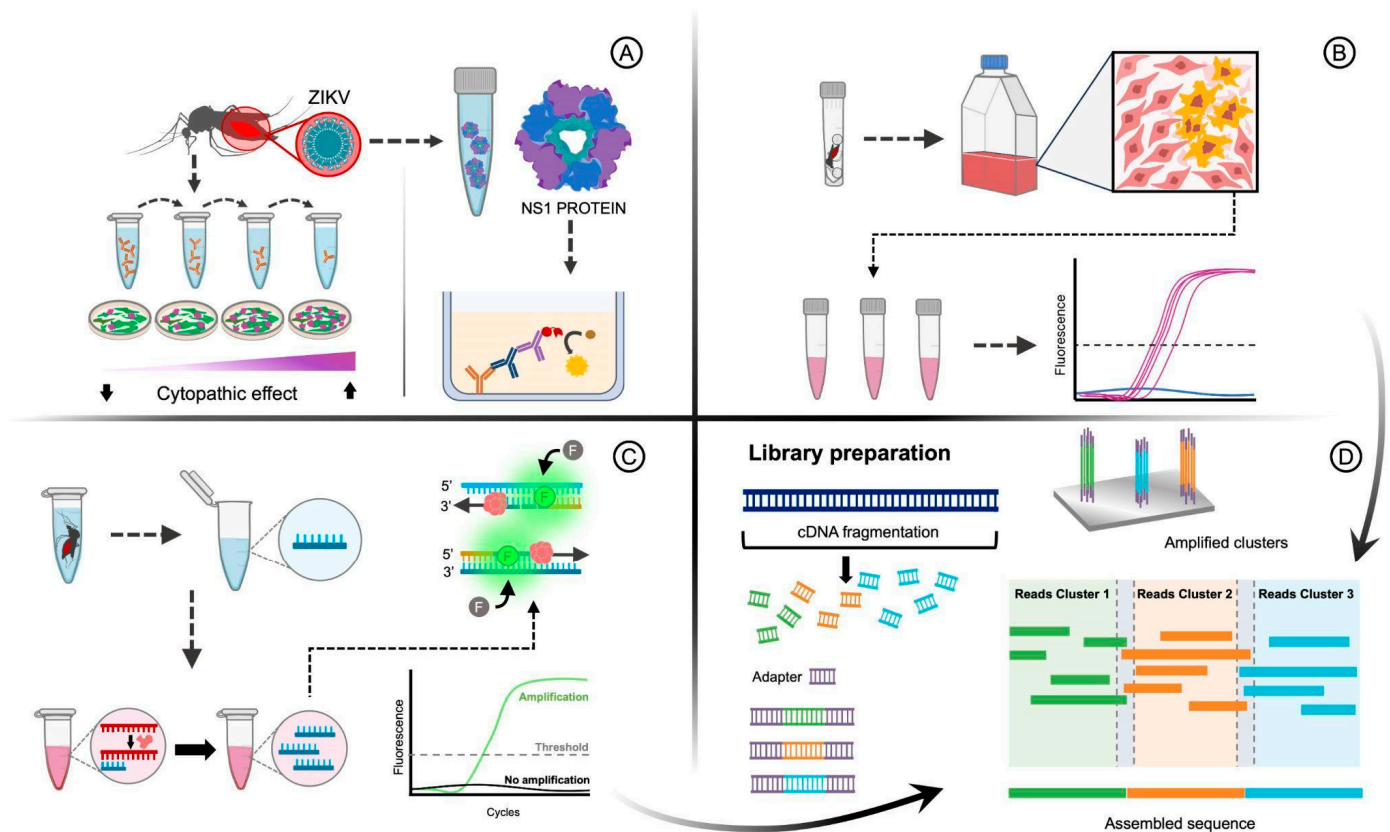 A
ZIKV
NS1 PROTEIN
Cytopathic effect
B
Fluorescence
C
F
5’
3’
F
5’
F
3’
F
Fluorescence
Amplification
Threshold
No amplification
Cycles
D
Library preparation
cDNA fragmentation
Amplified clusters
Adapter
Reads Cluster 1
Reads Cluster 2
Reads Cluster 3
Assembled sequence